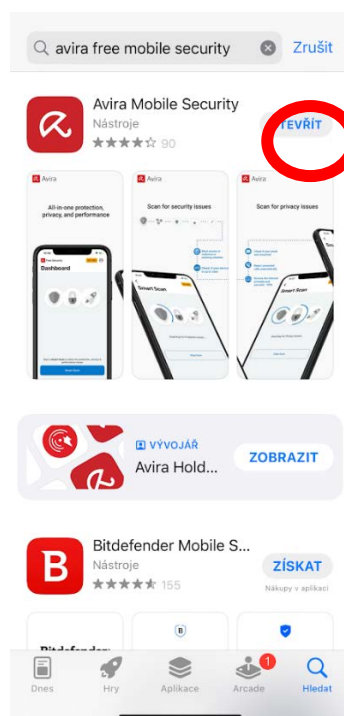 avira free mobile security
Zrušit
Avira Mobile Security
Nástroje
90
TEVŘÍT
Avira
All-in-one protection,
privacy, and performance
Dashboard
Avira
Scan for security issues
Smart Scan
Avira
Scan for privacy issues
Smart Scan
VÝVOJÁŘ
Avira Hold...
ZOBRAZIT
B
Bitdefender Mobile S...
Nástroje
155
ZÍSKAT
Nákupy v aplikaci
B
Dnes
Hry
Aplikace
Arcade
1
Hledat